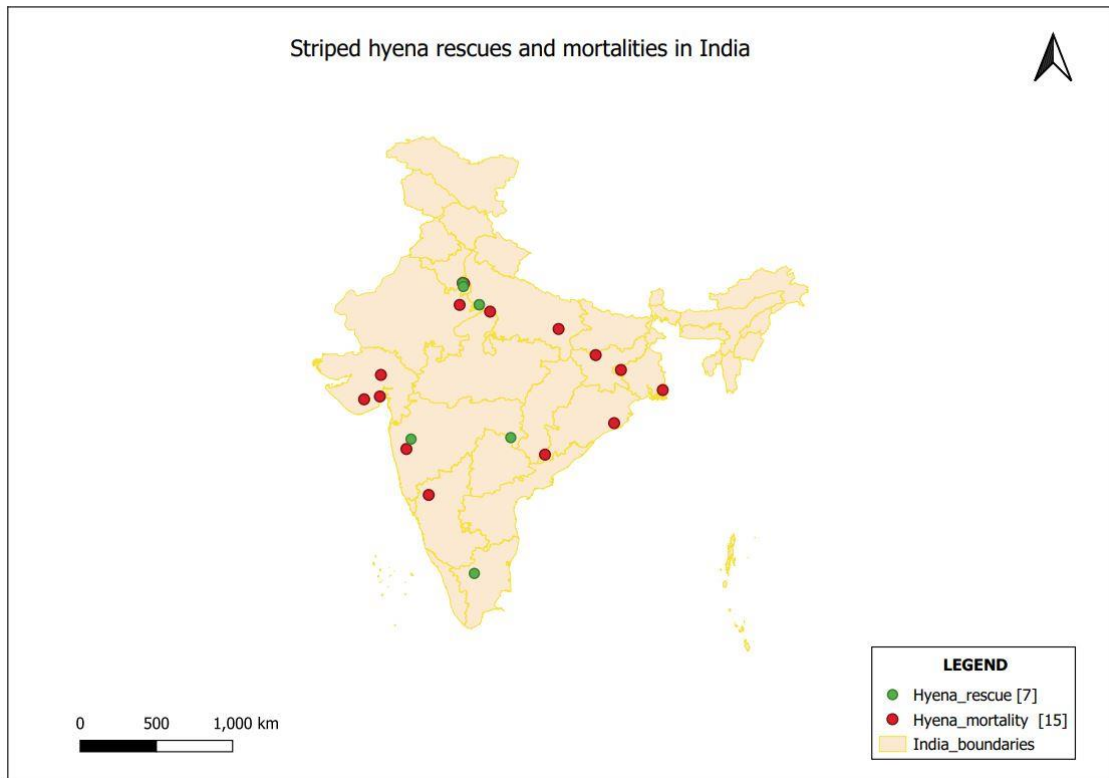 Striped hyena rescues and mortalities in India
0 500 1,000 km
LEGEND
Hyena_rescue [7]
Hyena_mortality [15]
India_boundaries